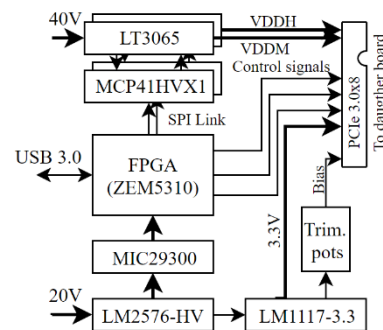 40V
LT3065
VDDH
VDDM
Control signals
MCP41HVX1
SPI Link
USB 3.0
FPGA
(ZEM5310)
PCIe 3.0x8
To daugther board
Bias
3.3V
Trim.
pots
MIC29300
20V
LM2576-HV
LM1117-3.3